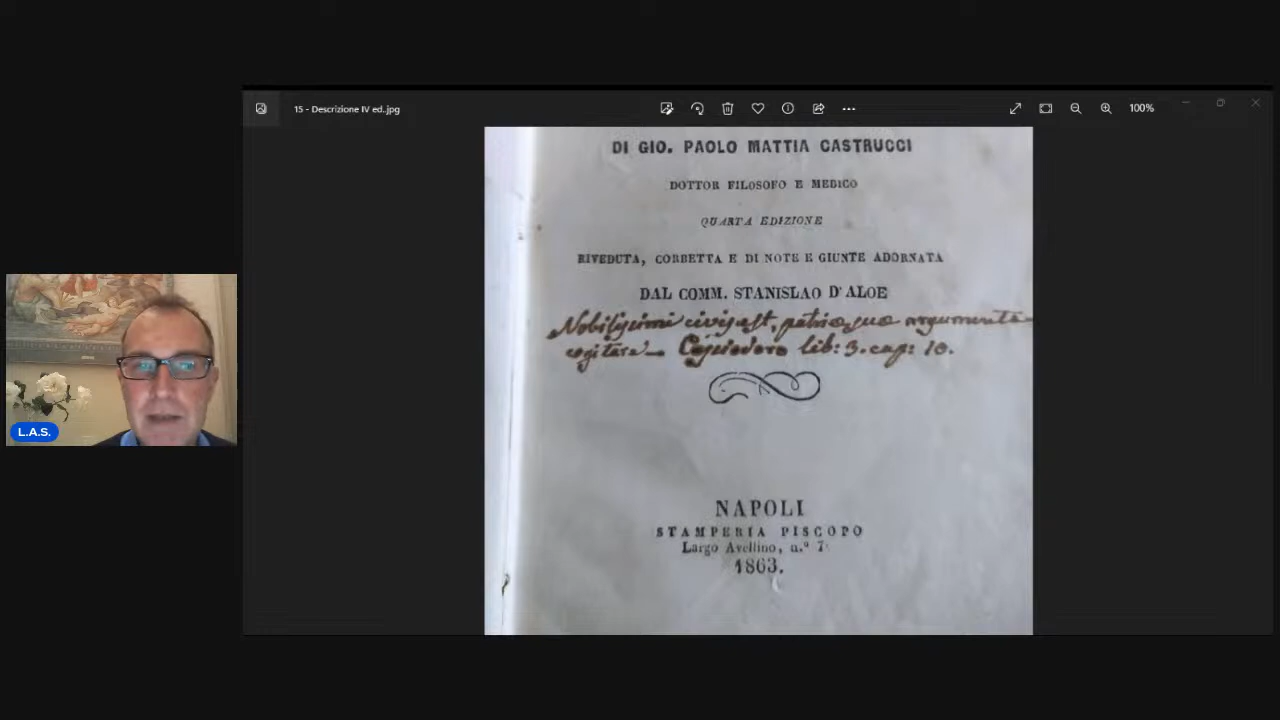 15 - Descrizione IV ed..jpg
100%
DI GIO. PAOLO MATTIA CASTRUCCI
DOTTOR FILOSOFO E MEDICO
QUARTA EDIZIONE
RIVEDUTA, CORRETTA E DI NOTE E GIUNTE ADORNATA
DAL COMM. STANISLAO D'ALOE
Nobilissimi civis est, patriae suae argumenta
cogitare Cassiodoro lib: 3. cap: 10.
NAPOLI
STAMPERIA PISCOPO
Largo Avellino, n.º 7
1863.
L.A.S.